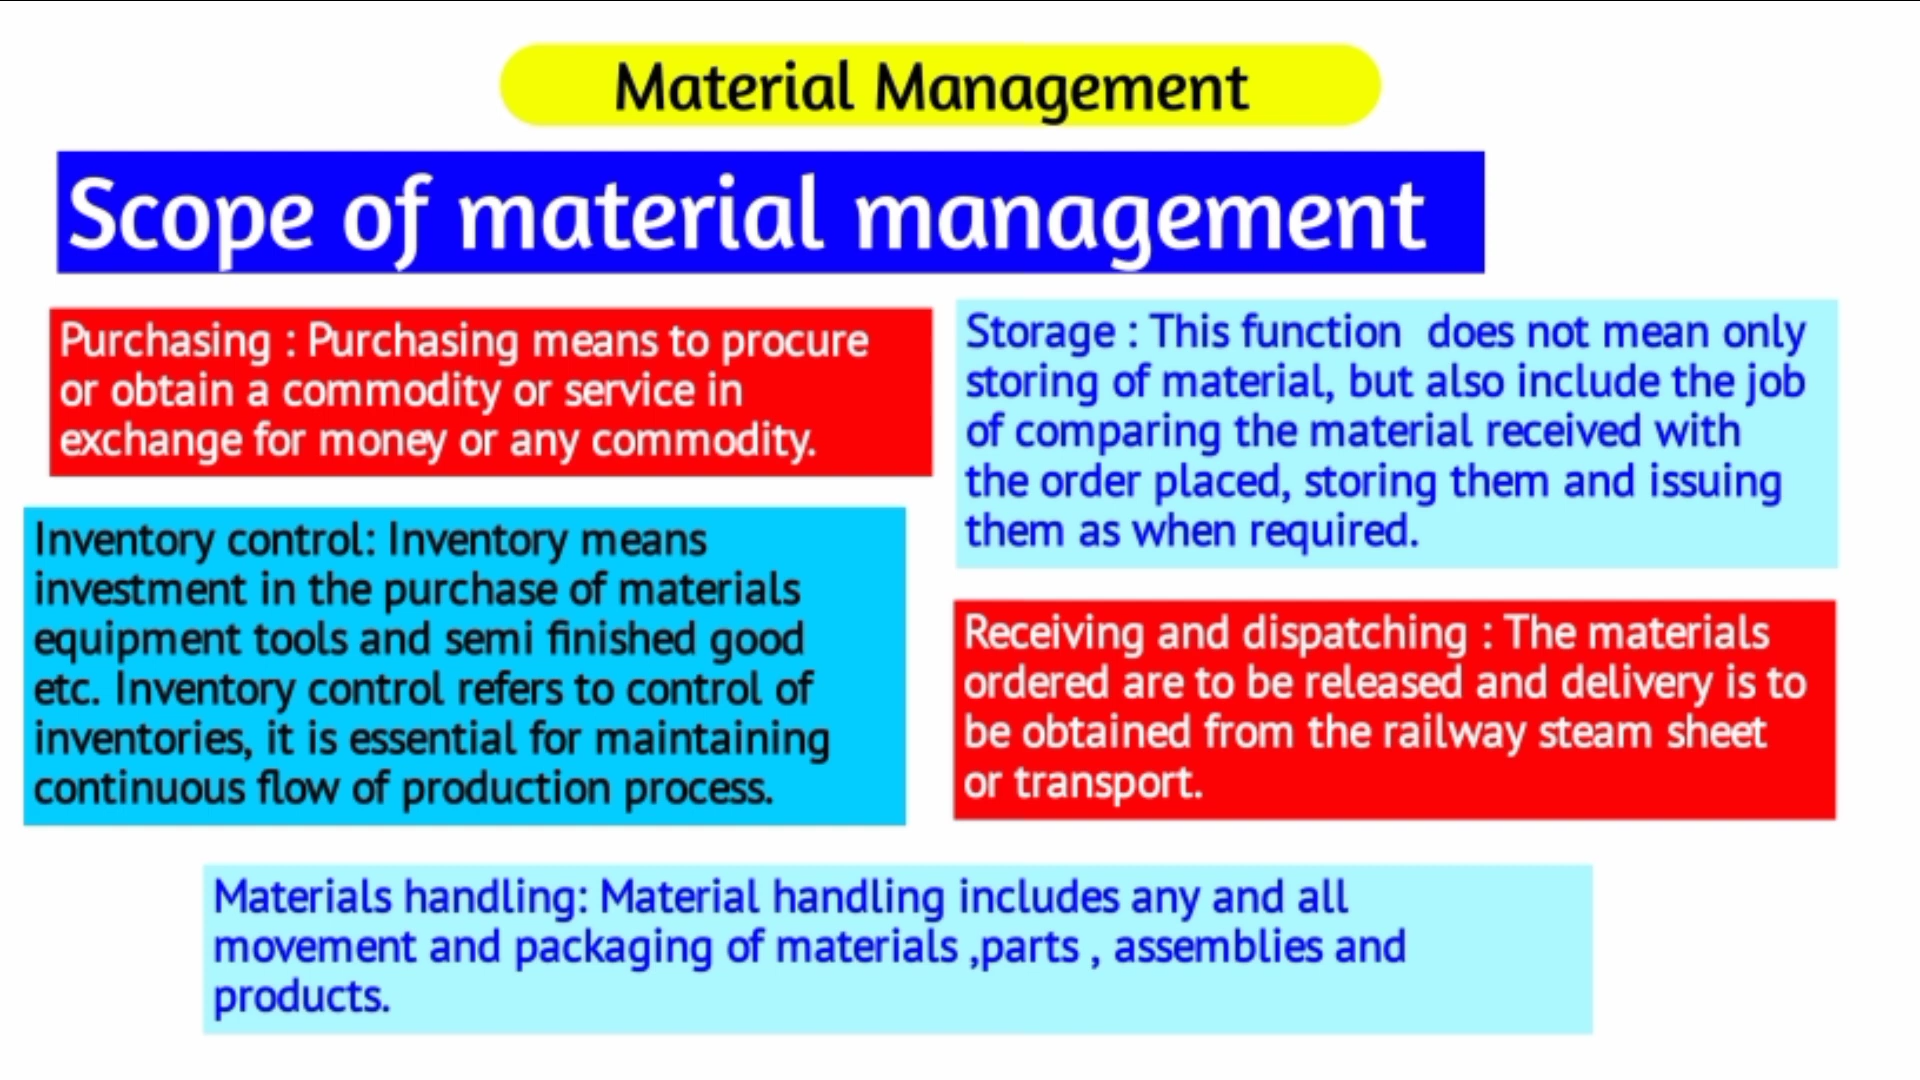 Material Management
Scope of material management
Purchasing : Purchasing means to procure
or obtain a commodity or service in
exchange for money or any commodity.
Inventory control: Inventory means
investment in the purchase of materials
equipment tools and semi finished good
etc. Inventory control refers to control of
inventories, it is essential for maintaining
continuous flow of production process.
Storage : This function  does not mean only
storing of material, but also include the job
of comparing the material received with
the order placed, storing them and issuing
them as when required.
Receiving and dispatching : The materials
ordered are to be released and delivery is to
be obtained from the railway steam sheet
or transport.
Materials handling: Material handling includes any and all
movement and packaging of materials ,parts , assemblies and
products.